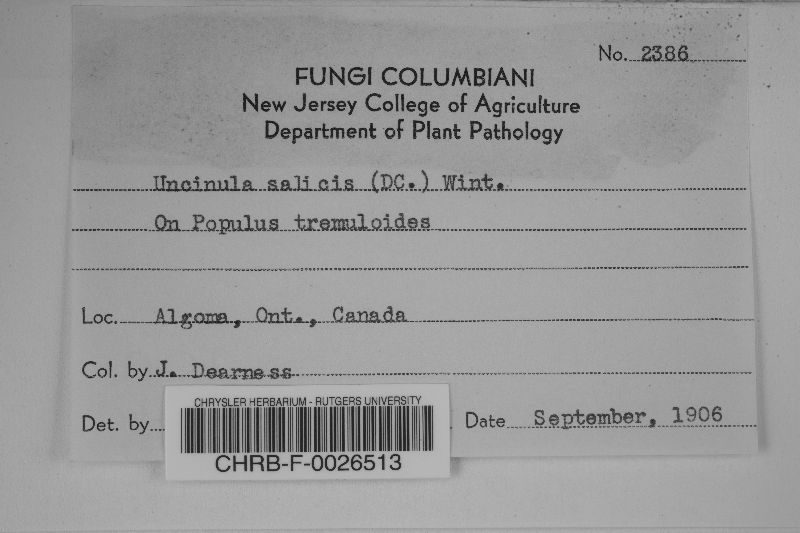 No. 2386
FUNGI COLUMBIANI
New Jersey College of Agriculture
Department of Plant Pathology
Uncinula salicis (DC.) Wint.
On Populus tremuloides
Loc. Algoma, Ont., Canada
Col. by J. Dearness
Det. by
Date September, 1906
CHRYSLER HERBARIUM - RUTGERS UNIVERSITY
CHRB-F-0026513